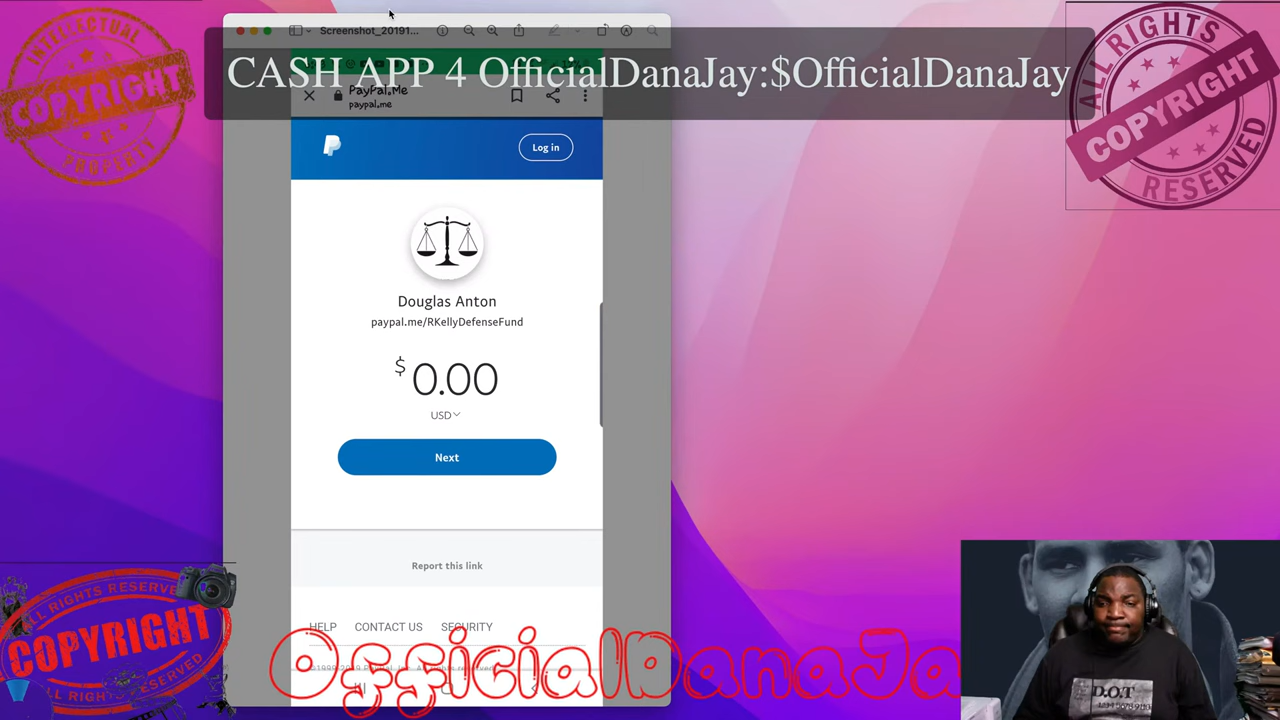 INTELLECTUAL
COPYRIGHT
PROPERTY
Screenshot_20191...
CASH APP 4 OfficialDanaJay:$OfficialDanaJay
ALL RIGHTS
COPYRIGHT
RESERVED
PayPal.Me
paypal.me
Log in
Douglas Anton
paypal.me/RKellyDefenseFund
$ 0.00
USD
Next
Report this link
HELP CONTACT US SECURITY
ALL RIGHTS RESERVED
COPYRIGHT
ALL RIGHTS RESERVED
OfficialDanaJa
D.O.T